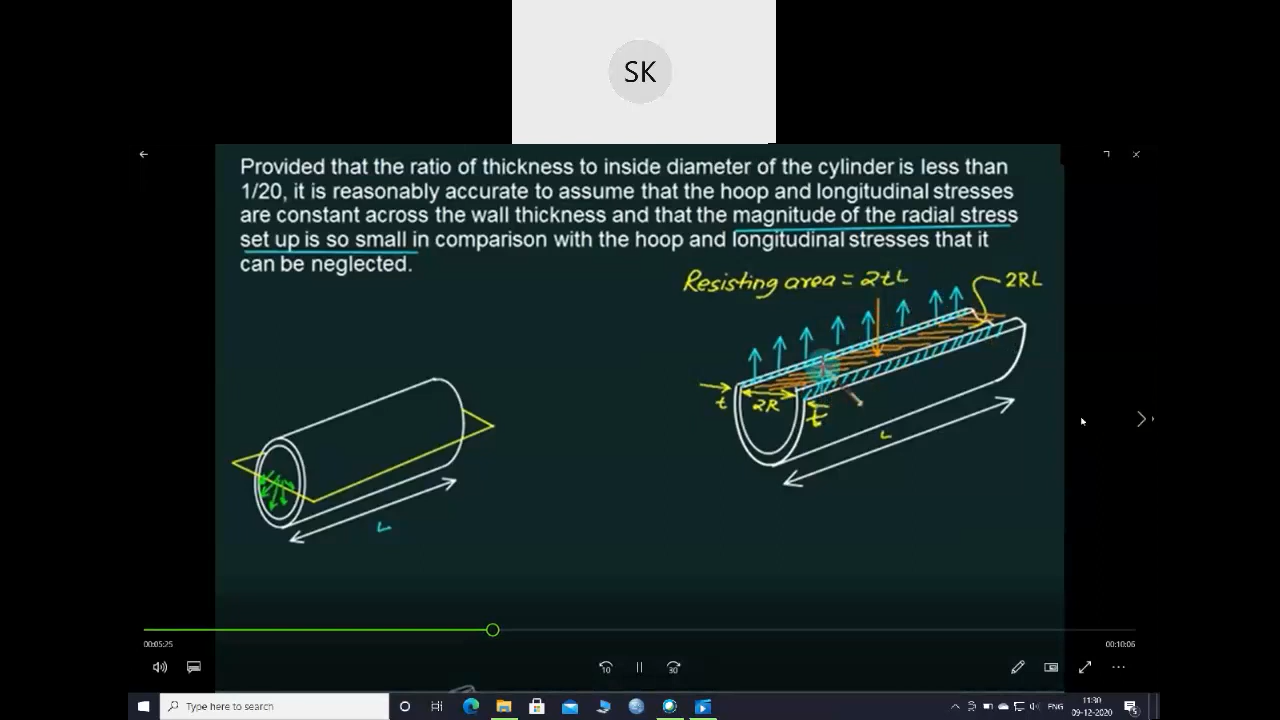 SK
Provided that the ratio of thickness to inside diameter of the cylinder is less than
1/20, it is reasonably accurate to assume that the hoop and longitudinal stresses
are constant across the wall thickness and that the magnitude of the radial stress
set up is so small in comparison with the hoop and longitudinal stresses that it
can be neglected.
Resisting area = 2tL
2RL
t
2R
t
L
L
00:05:25
00:10:06
10
30
Type here to search
ENG
11:30
09-12-2020